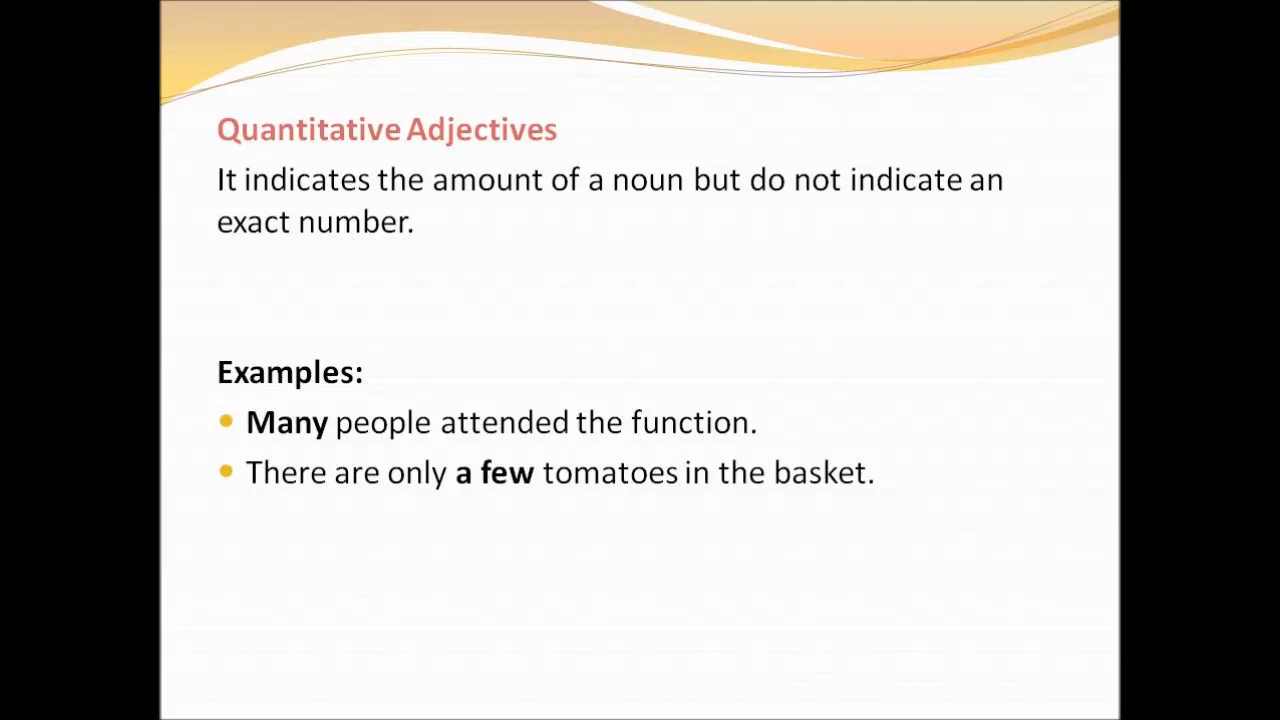 Quantitative Adjectives
It indicates the amount of a noun but do not indicate an
exact number.
Examples:
Many people attended the function.
There are only a few tomatoes in the basket.